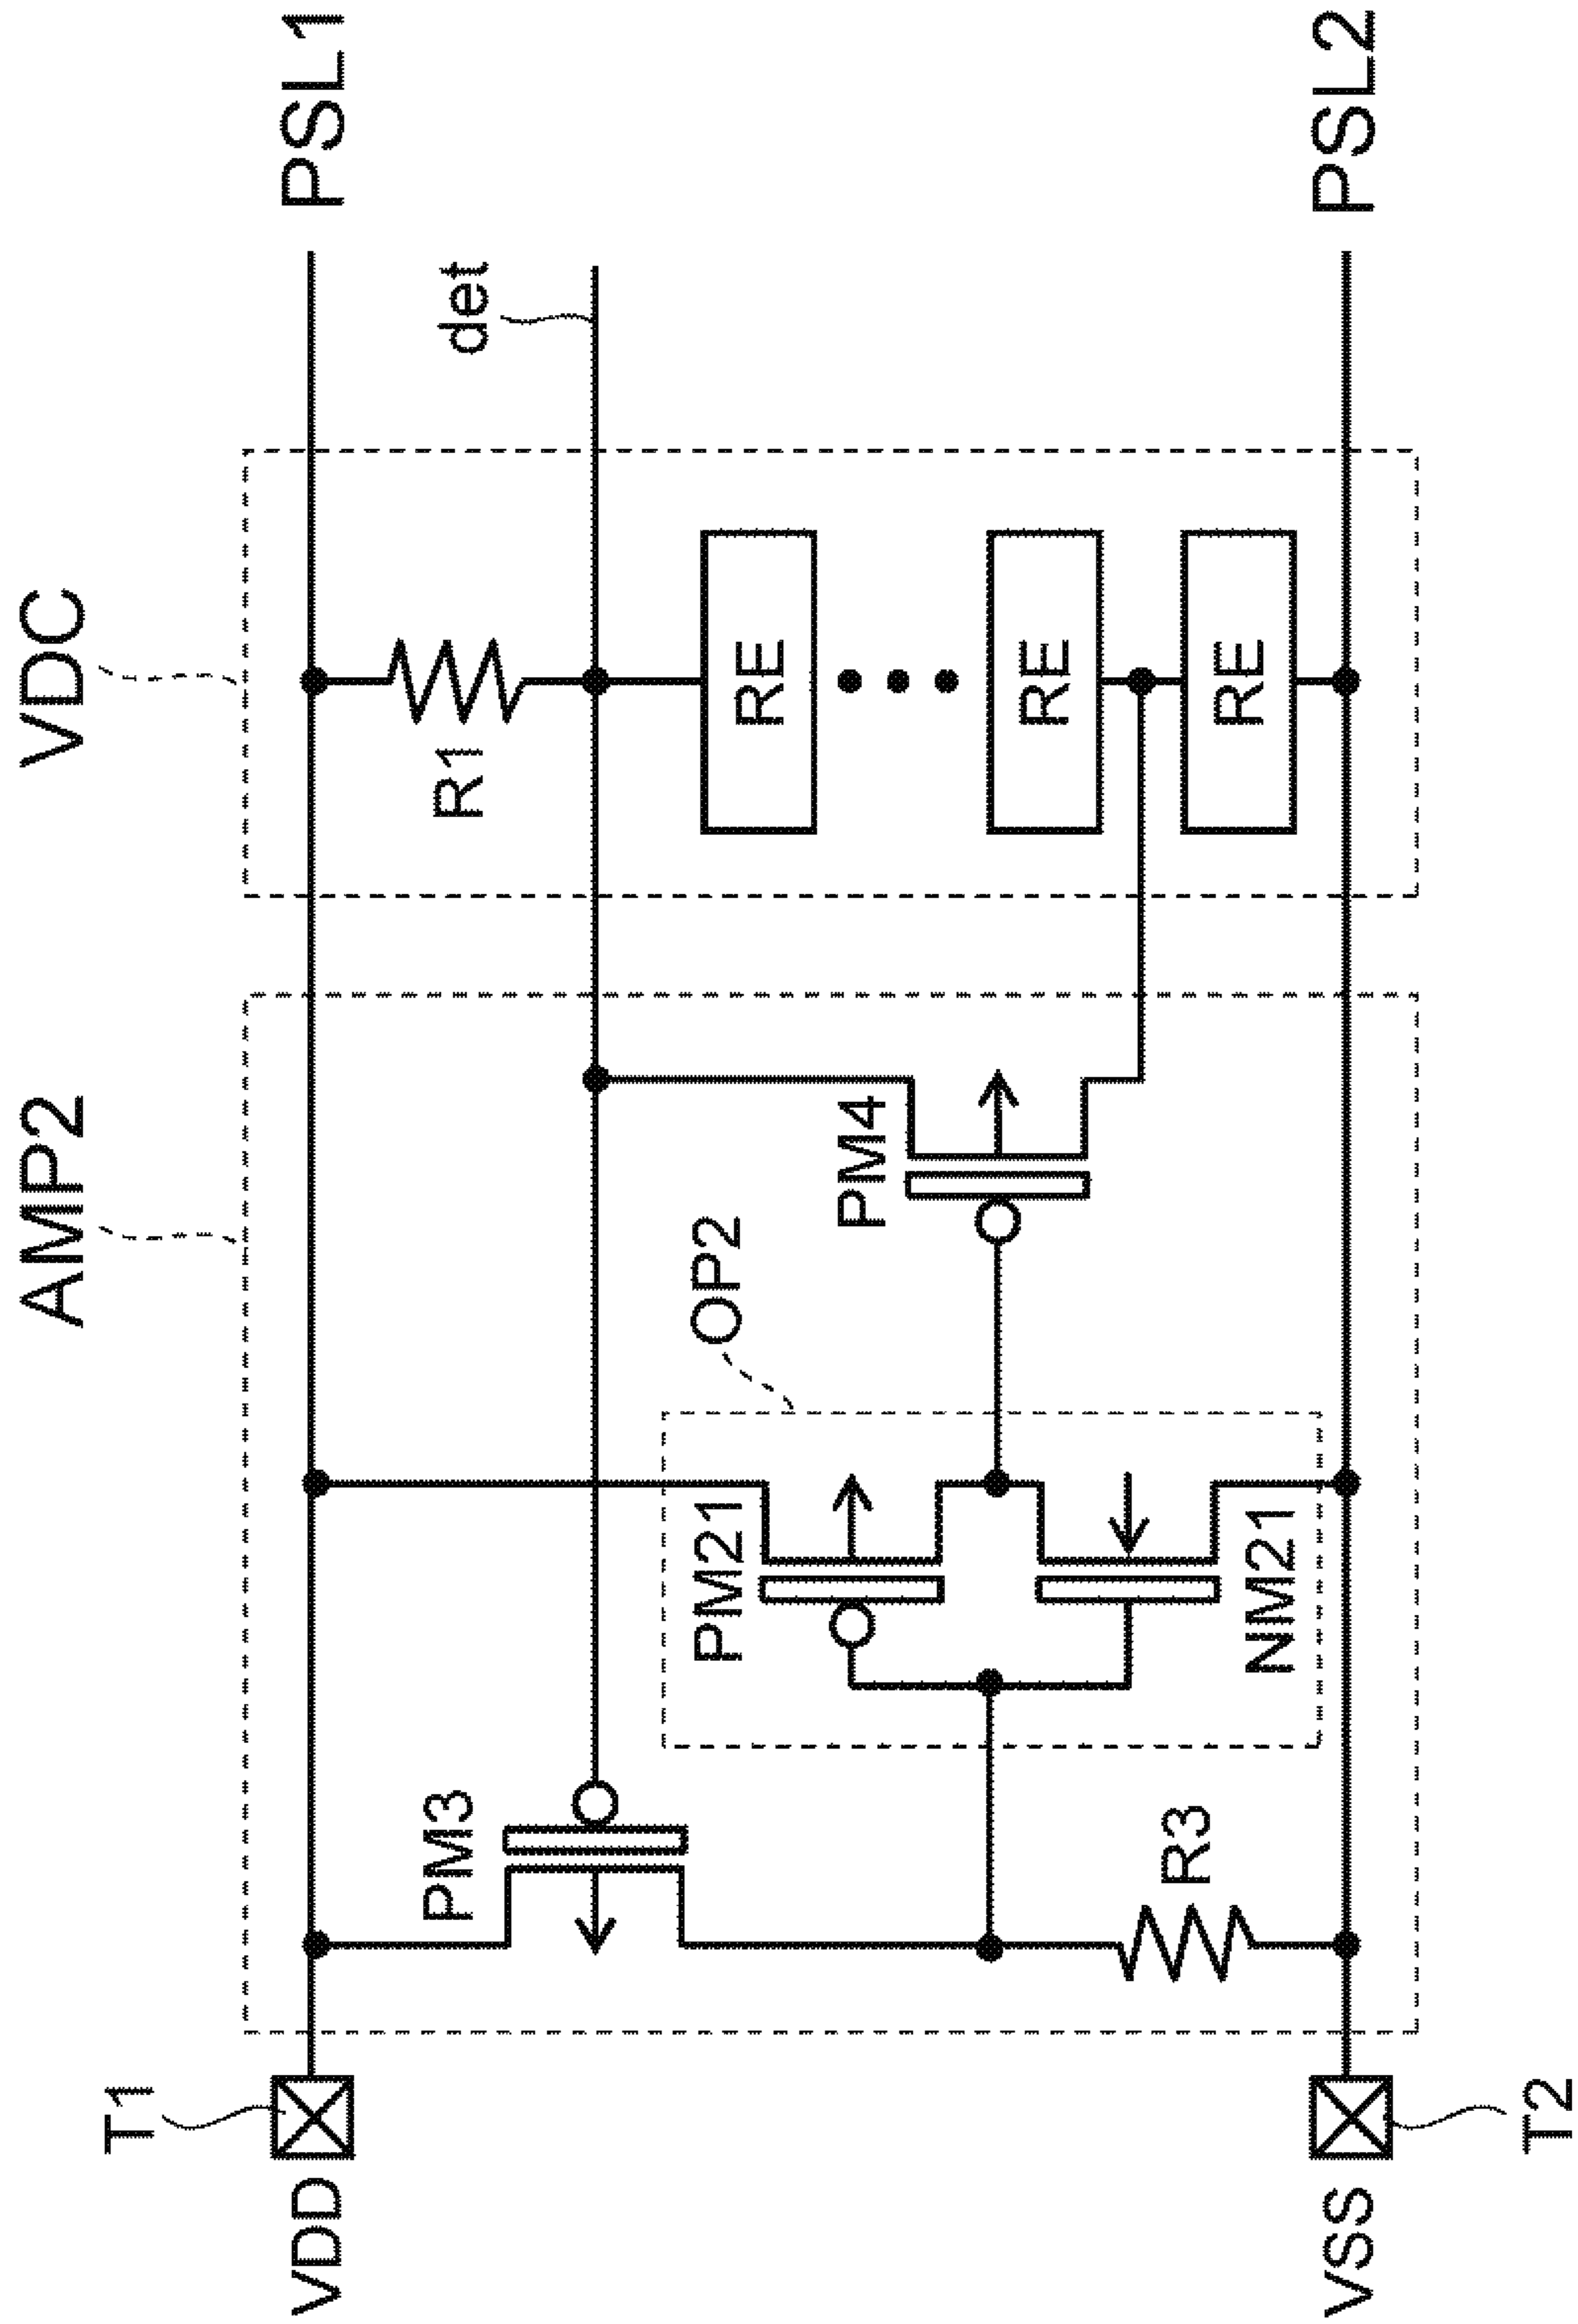 AMP2
VDC
T1
VDD
PSL1
PM3
R1
det
OP2
PM21
PM4
RE
RE
RE
R3
NM21
VSS
PSL2
T2